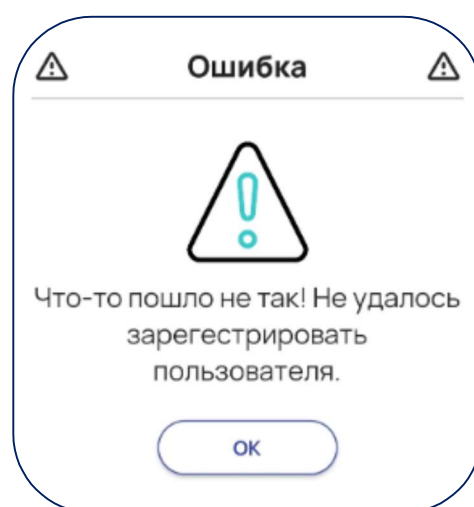 Ошибка
Что-то пошло не так! Не удалось
зарегестрировать
пользователя.
ОК